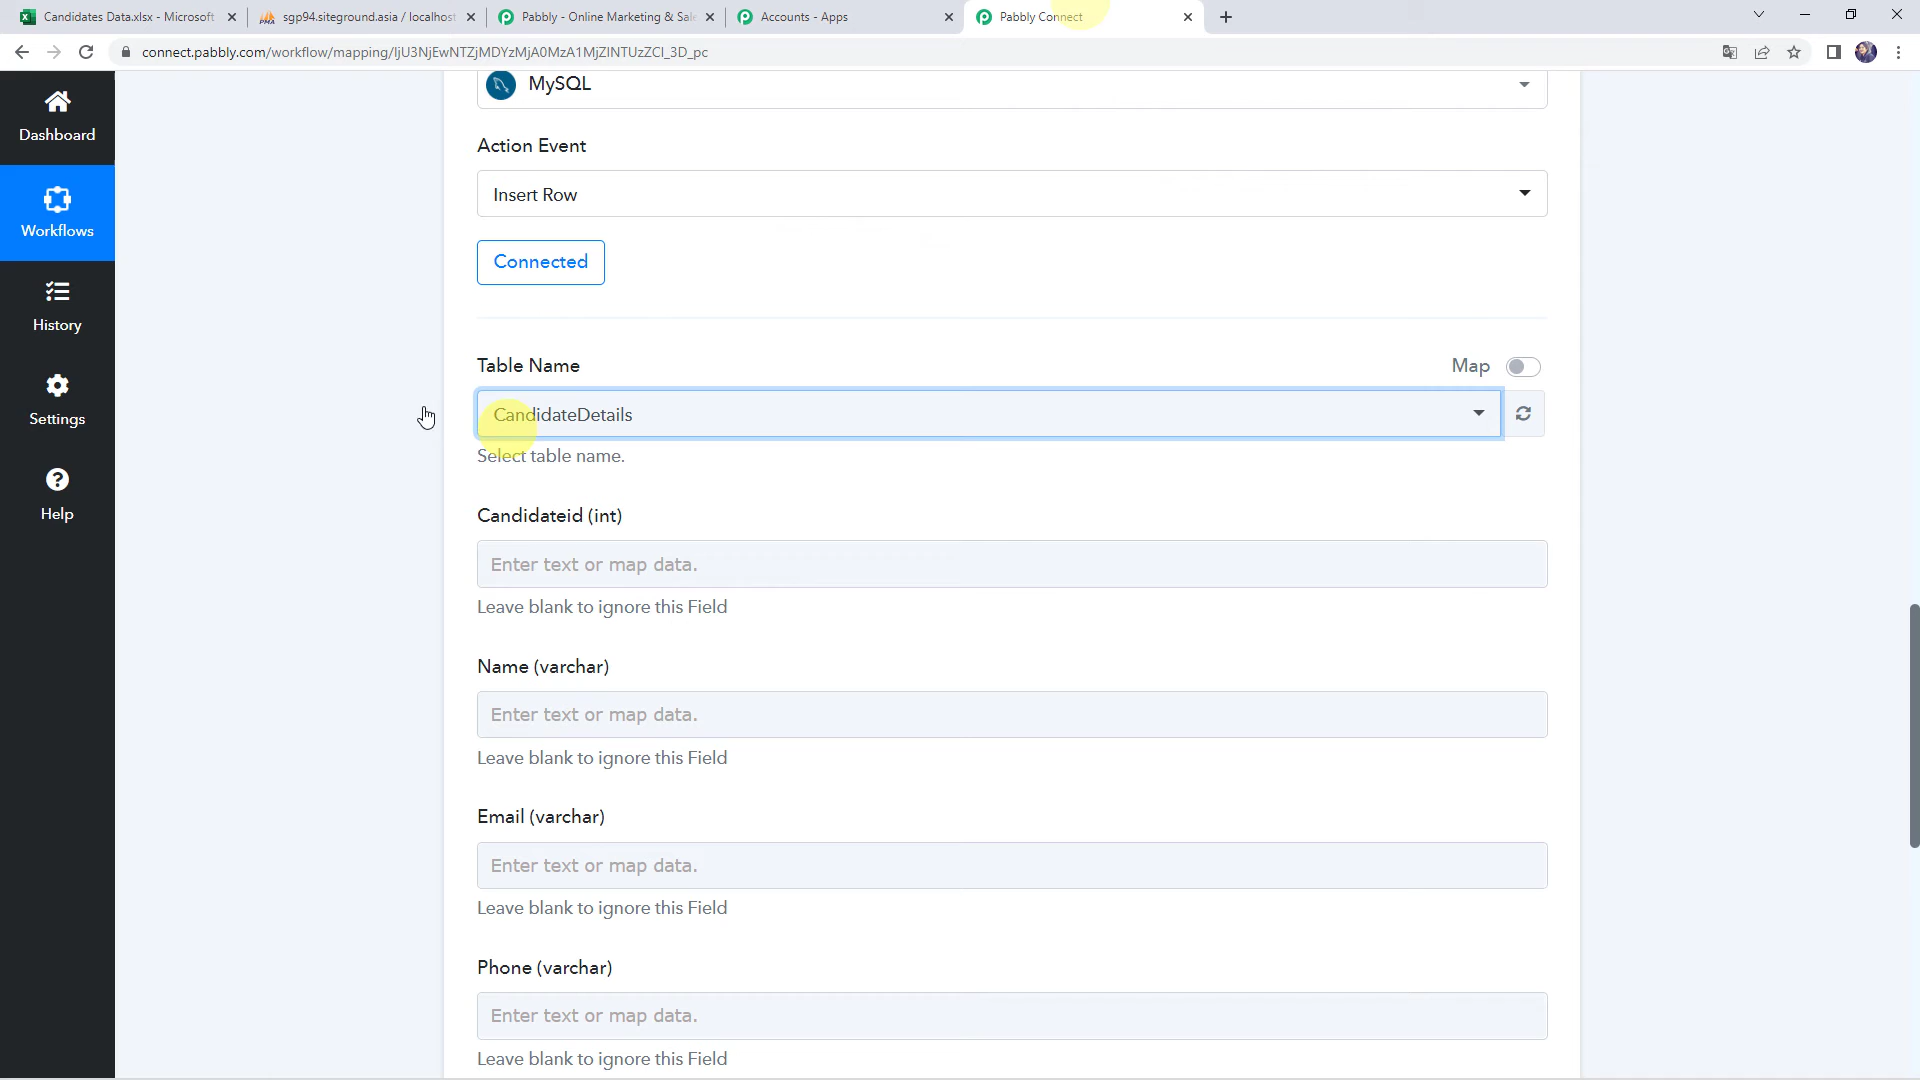 Candidates Data.xlsx - Microsoft
sgp94.siteground.asia / localhost
Pabbly - Online Marketing & Sale
Accounts - Apps
Pabbly Connect
connect.pabbly.com/workflow/mapping/IjU3NjEwNTZjMDYzMjA0MzA1MjZlNTUzZCI_3D_pc
MySQL
Dashboard
Action Event
Insert Row
Workflows
Connected
History
Table Name
Map
CandidateDetails
Settings
Select table name.
Help
Candidateid (int)
Enter text or map data.
Leave blank to ignore this Field
Name (varchar)
Enter text or map data.
Leave blank to ignore this Field
Email (varchar)
Enter text or map data.
Leave blank to ignore this Field
Phone (varchar)
Enter text or map data.
Leave blank to ignore this Field